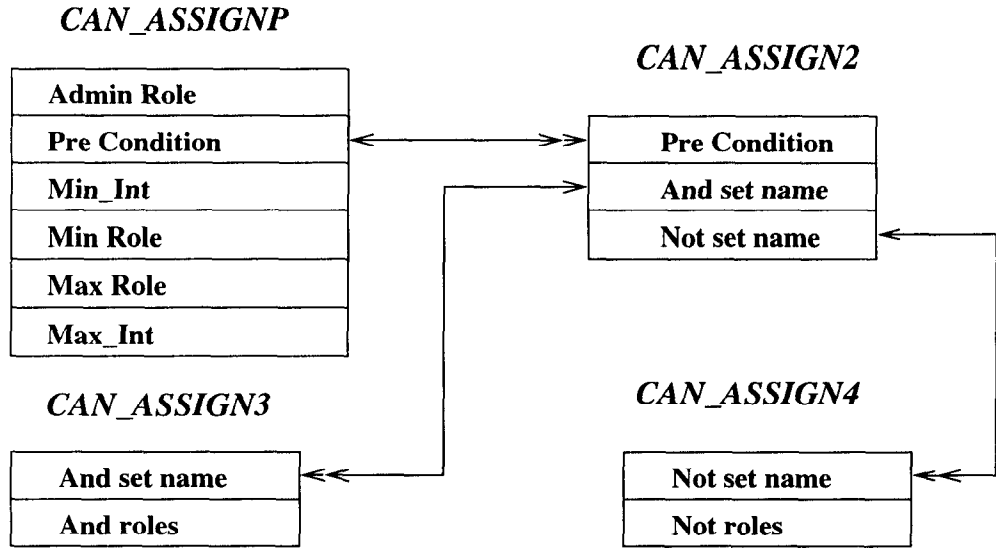 CAN_ASSIGNP
Admin Role
Pre Condition
Min_Int
Min Role
Max Role
Max_Int
CAN_ASSIGN2
Pre Condition
And set name
Not set name
CAN_ASSIGN3
And set name
And roles
CAN_ASSIGN4
Not set name
Not roles